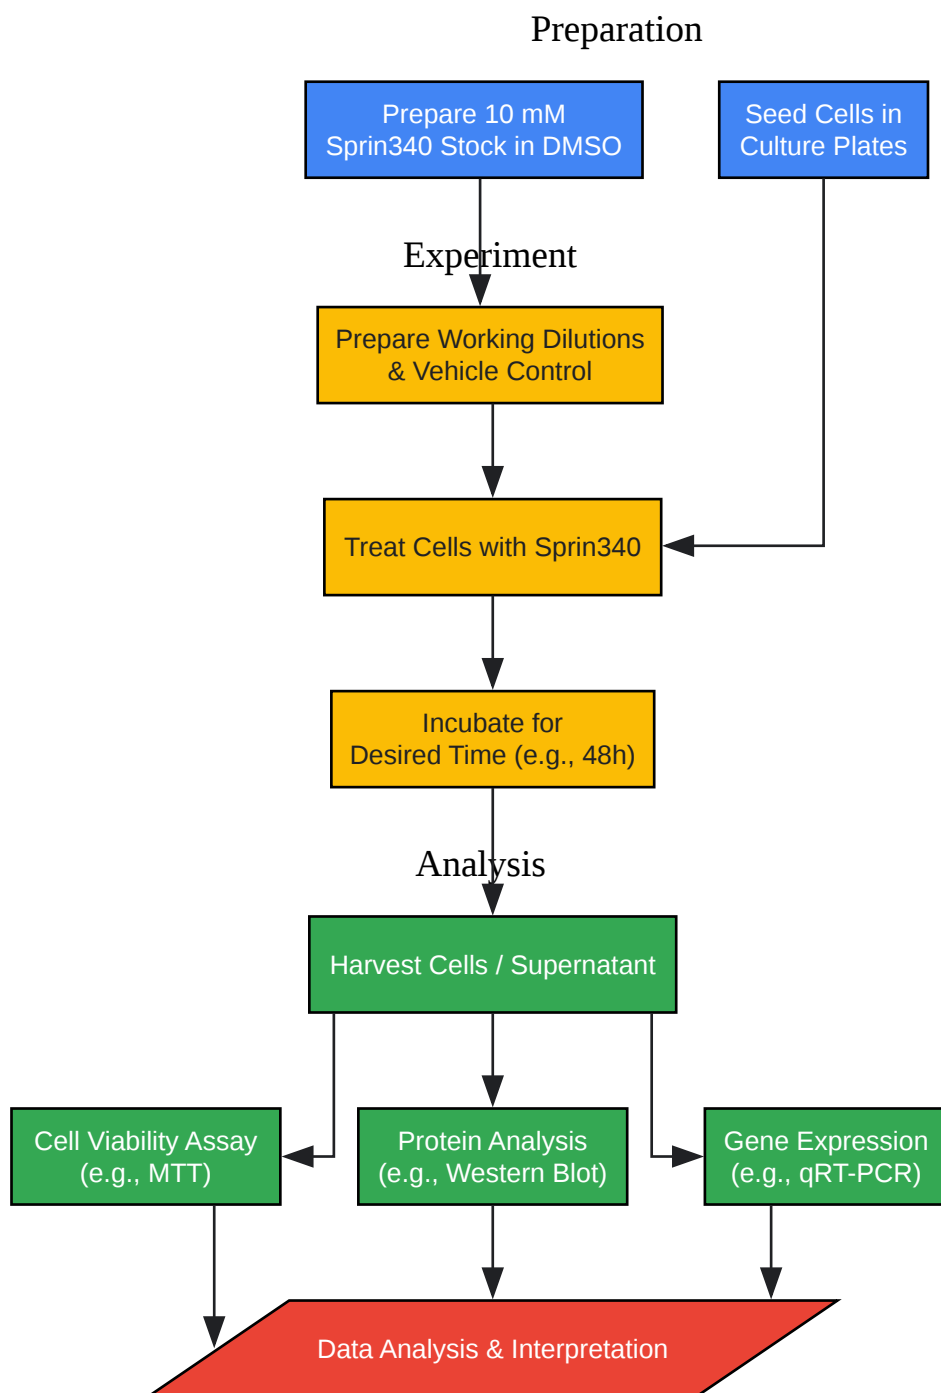 Preparation
Prepare 10 mM
Sprin340 Stock in DMSO
Seed Cells in
Culture Plates
Experiment
Prepare Working Dilutions
& Vehicle Control
Treat Cells with Sprin340
Incubate for
Desired Time (e.g., 48h)
Analysis
Harvest Cells / Supernatant
Cell Viability Assay
(e.g., MTT)
Protein Analysis
(e.g., Western Blot)
Gene Expression
(e.g., qRT-PCR)
Data Analysis & Interpretation